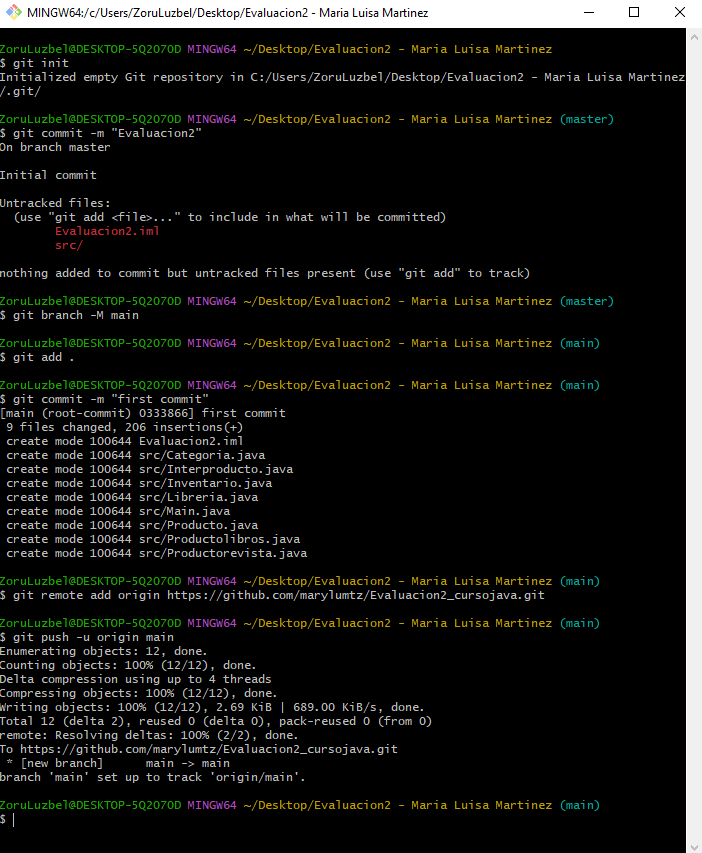 MINGW64:/c/Users/ZoruLuzbel/Desktop/Evaluacion2 - Maria Luisa Martinez
ZoruLuzbel@DESKTOP-5Q2070D MINGW64 ~/Desktop/Evaluacion2 - Maria Luisa Martinez
$ git init
Initialized empty Git repository in C:/Users/ZoruLuzbel/Desktop/Evaluacion2 - Maria Luisa Martinez
/.git/
ZoruLuzbel@DESKTOP-5Q2070D MINGW64 ~/Desktop/Evaluacion2 - Maria Luisa Martinez (master)
$ git commit -m "Evaluacion2"
On branch master
Initial commit
Untracked files:
  (use "git add <file>..." to include in what will be committed)
        Evaluacion2.iml
        src/
nothing added to commit but untracked files present (use "git add" to track)
ZoruLuzbel@DESKTOP-5Q2070D MINGW64 ~/Desktop/Evaluacion2 - Maria Luisa Martinez (master)
$ git branch -M main
ZoruLuzbel@DESKTOP-5Q2070D MINGW64 ~/Desktop/Evaluacion2 - Maria Luisa Martinez (main)
$ git add .
ZoruLuzbel@DESKTOP-5Q2070D MINGW64 ~/Desktop/Evaluacion2 - Maria Luisa Martinez (main)
$ git commit -m "first commit"
[main (root-commit) 0333866] first commit
 9 files changed, 206 insertions(+)
 create mode 100644 Evaluacion2.iml
 create mode 100644 src/Categoria.java
 create mode 100644 src/Interproducto.java
 create mode 100644 src/Inventario.java
 create mode 100644 src/Libreria.java
 create mode 100644 src/Main.java
 create mode 100644 src/Producto.java
 create mode 100644 src/Productolibros.java
 create mode 100644 src/Productorevista.java
ZoruLuzbel@DESKTOP-5Q2070D MINGW64 ~/Desktop/Evaluacion2 - Maria Luisa Martinez (main)
$ git remote add origin https://github.com/marylumtz/Evaluacion2_cursojava.git
ZoruLuzbel@DESKTOP-5Q2070D MINGW64 ~/Desktop/Evaluacion2 - Maria Luisa Martinez (main)
$ git push -u origin main
Enumerating objects: 12, done.
Counting objects: 100% (12/12), done.
Delta compression using up to 4 threads
Compressing objects: 100% (12/12), done.
Writing objects: 100% (12/12), 2.69 KiB | 689.00 KiB/s, done.
Total 12 (delta 2), reused 0 (delta 0), pack-reused 0 (from 0)
remote: Resolving deltas: 100% (2/2), done.
To https://github.com/marylumtz/Evaluacion2_cursojava.git
 * [new branch]      main -> main
branch 'main' set up to track 'origin/main'.
ZoruLuzbel@DESKTOP-5Q2070D MINGW64 ~/Desktop/Evaluacion2 - Maria Luisa Martinez (main)
$